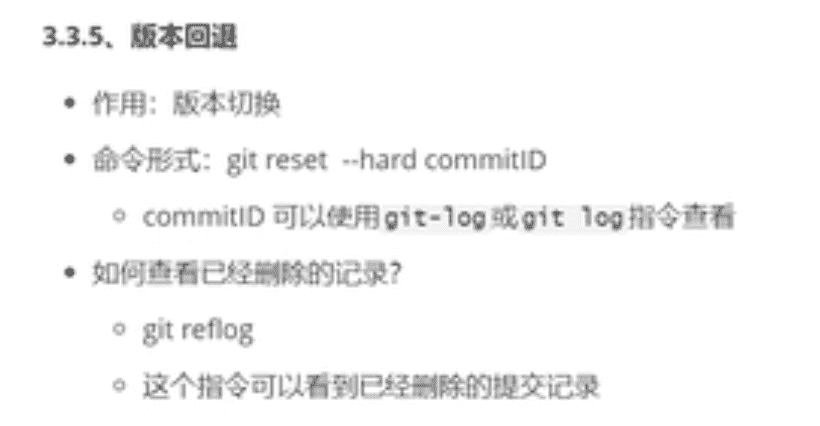 3.3.5、版本回退
作用：版本切换
命令形式：git reset --hard commitID
commitID 可以使用git-log或git log指令查看
如何查看已经删除的记录？
git reflog
这个指令可以看到已经删除的提交记录